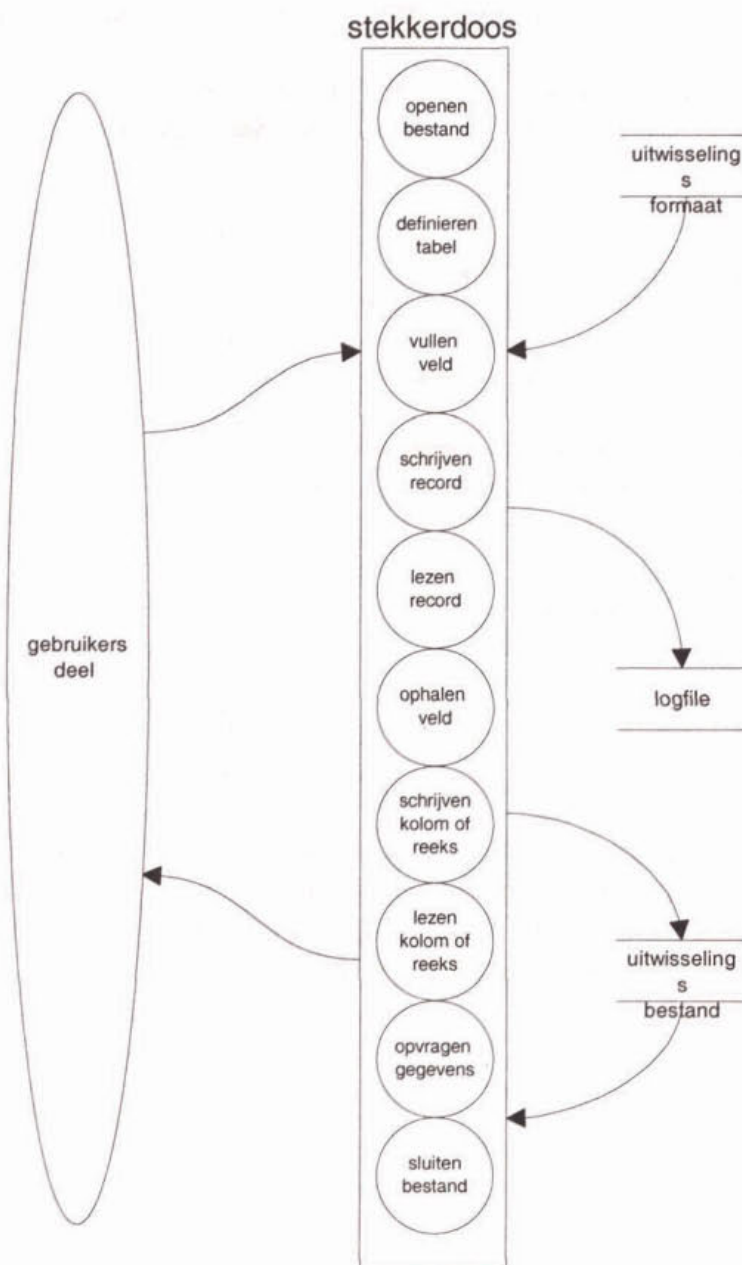 stekkerdoos
openen
bestand
definieren
tabel
vullen
veld
schrijven
record
lezen
record
ophalen
veld
schrijven
kolom of
reeks
lezen
kolom of
reeks
opvragen
gegevens
sluiten
bestand
gebruikers
deel
uitwisseling
s
formaat
logfile
uitwisseling
s
bestand